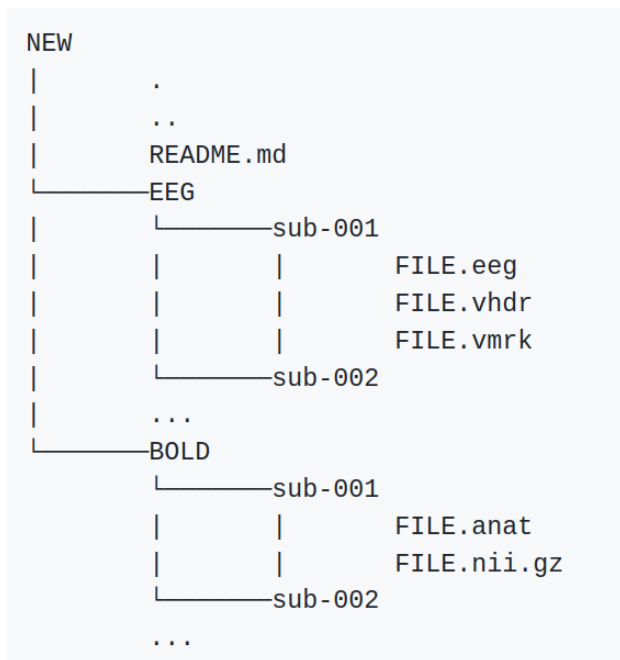 NEW
|       .
|       ..
|       README.md
└───────EEG
|       └───────sub-001
|       |       |       FILE.eeg
|       |       |       FILE.vhdr
|       |       |       FILE.vmrk
|       └───────sub-002
|       ...
└───────BOLD
        └───────sub-001
        |       |       FILE.anat
        |       |       FILE.nii.gz
        └───────sub-002
        ...